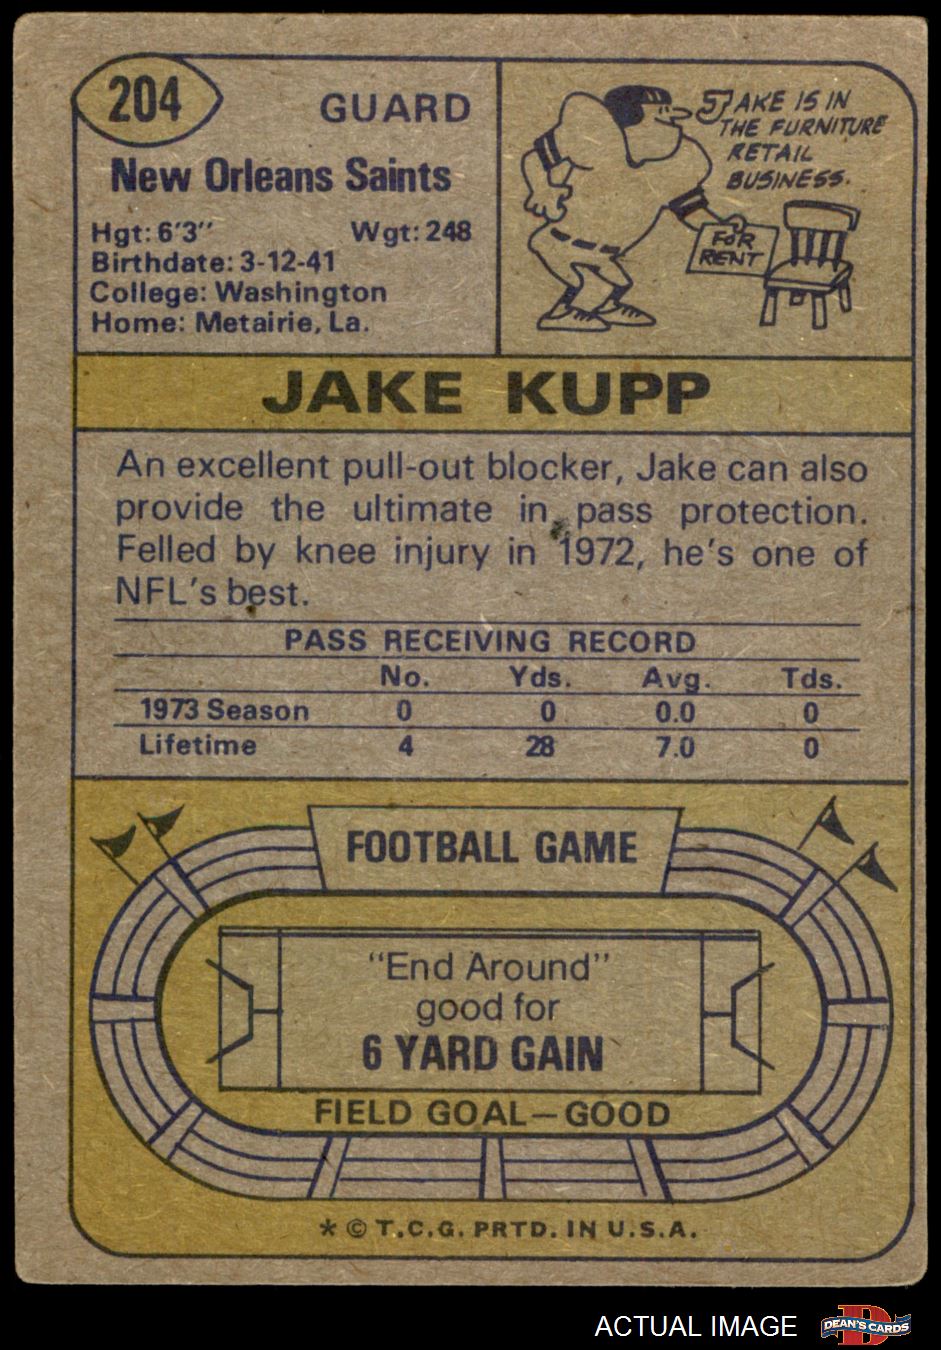 204
GUARD
New Orleans Saints
Hgt: 6'3" Wgt: 248
Birthdate: 3-12-41
College: Washington
Home: Metairie, La.
JAKE IS IN
THE FURNITURE
RETAIL
BUSINESS.
FOR
RENT
JAKE KUPP
An excellent pull-out blocker, Jake can also
provide the ultimate in pass protection.
Felled by knee injury in 1972, he's one of
NFL's best.
PASS RECEIVING RECORD
No. Yds. Avg. Tds.
1973 Season 0 0 0.0 0
Lifetime 4 28 7.0 0
FOOTBALL GAME
"End Around"
good for
6 YARD GAIN
FIELD GOAL—GOOD
* © T.C.G. PRTD. IN U.S.A.
ACTUAL IMAGE
D
DEAN'S CARDS